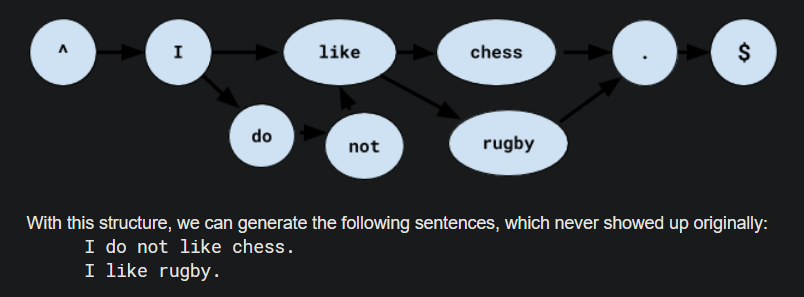 ^ I like chess . $
do not rugby
With this structure, we can generate the following sentences, which never showed up originally:
I do not like chess.
I like rugby.